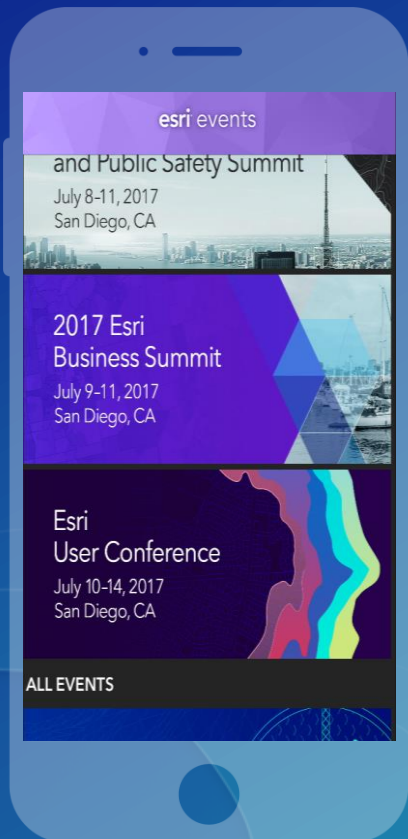 esri events
and Public Safety Summit
July 8-11, 2017
San Diego, CA
2017 Esri
Business Summit
July 9-11, 2017
San Diego, CA
Esri
User Conference
July 10-14, 2017
San Diego, CA
ALL EVENTS